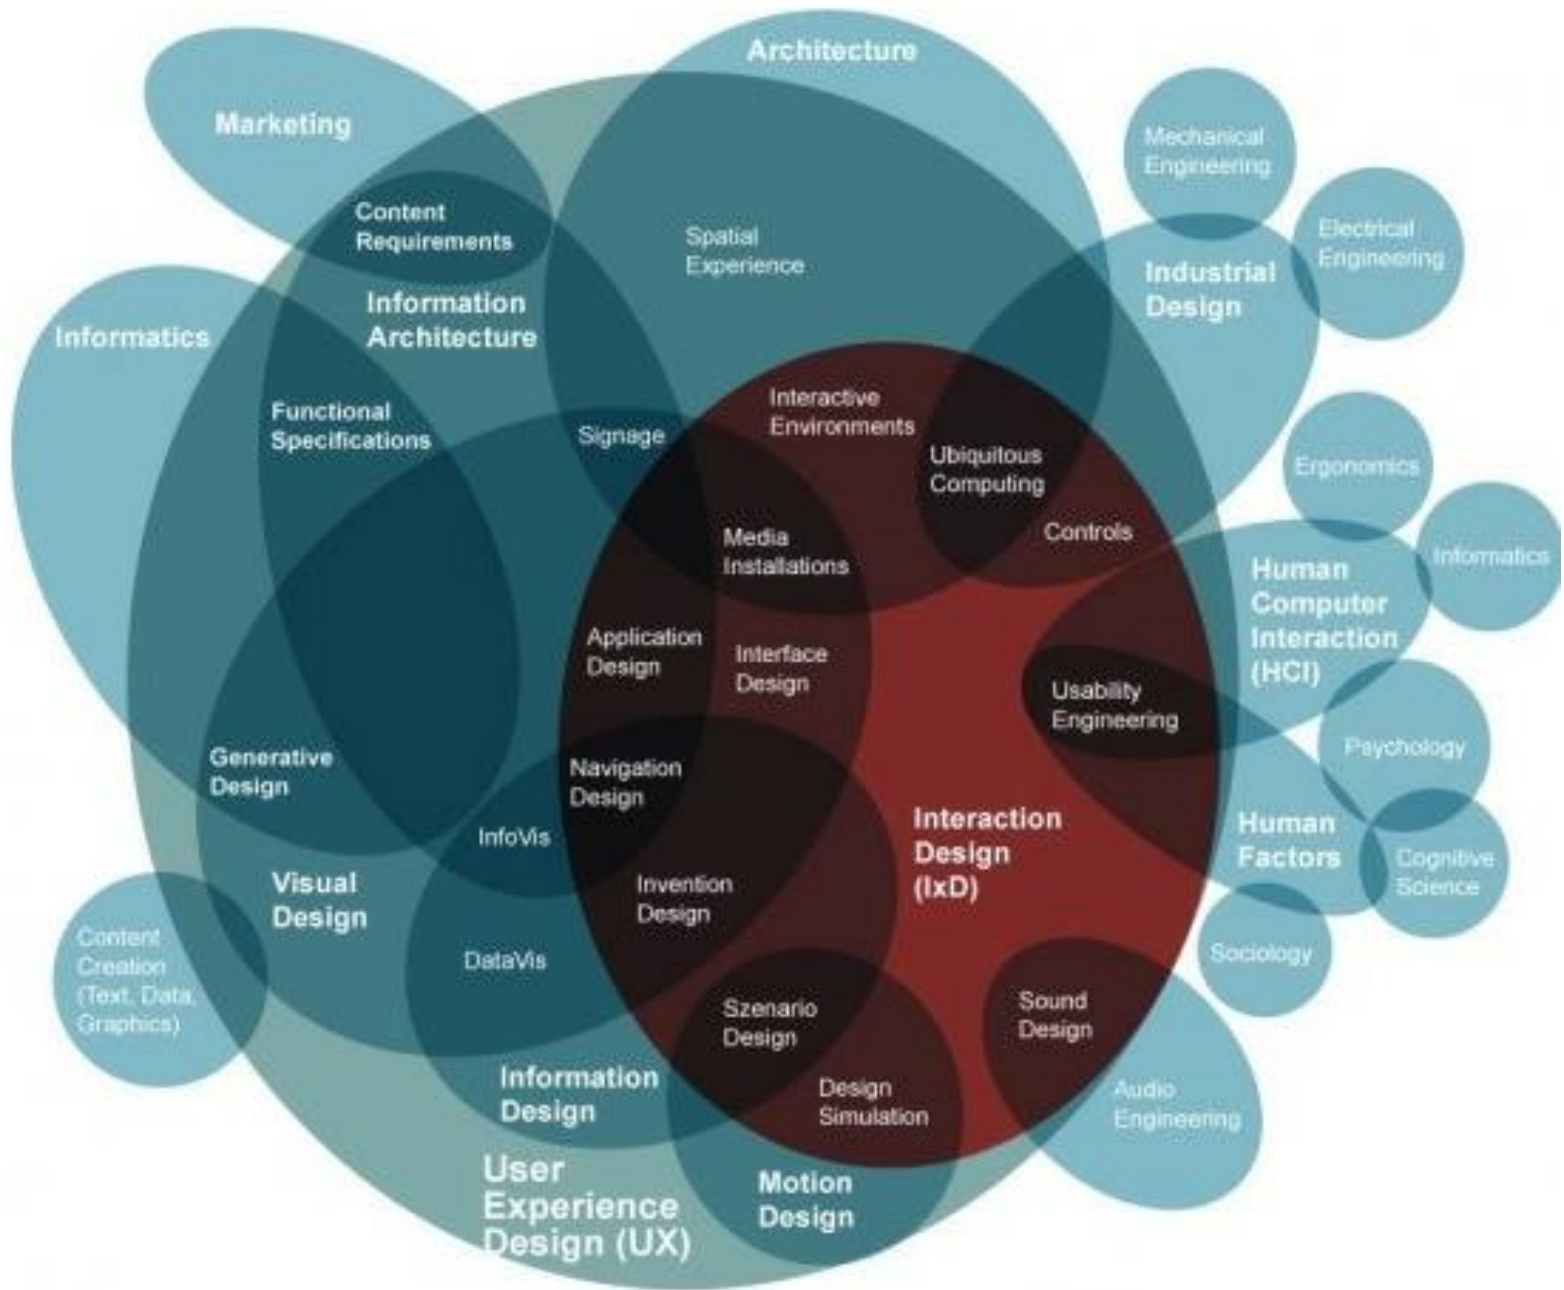 Architecture
Marketing
Mechanical
Engineering
Content
Requirements
Spatial
Experience
Electrical
Engineering
Industrial
Design
Information
Architecture
Informatics
Functional
Specifications
Signage
Interactive
Environments
Ubiquitous
Computing
Ergonomics
Controls
Media
Installations
Informatics
Human
Computer
Interaction
(HCI)
Application
Design
Interface
Design
Usability
Engineering
Psychology
Generative
Design
Navigation
Design
InfoVis
Interaction
Design
(IxD)
Human
Factors
Cognitive
Science
Visual
Design
Invention
Design
Content
Creation
(Text, Data,
Graphics)
DataVis
Sociology
Szenario
Design
Sound
Design
Information
Design
Design
Simulation
Audio
Engineering
User
Experience
Design (UX)
Motion
Design